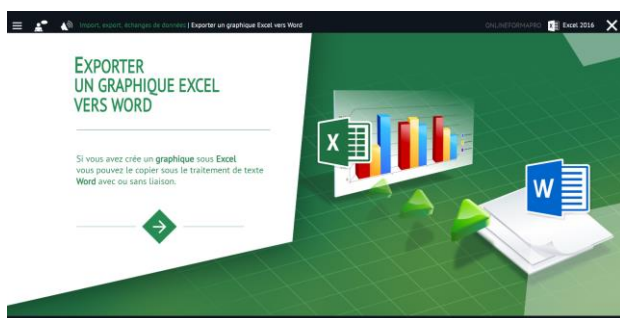 Import, export, échanges de données | Exporter un graphique Excel vers Word
ONLINEFORMAPRO Excel 2016
EXPORTER
UN GRAPHIQUE EXCEL
VERS WORD
Si vous avez crée un graphique sous Excel
vous pouvez le copier sous le traitement de texte
Word avec ou sans liaison.
X
W